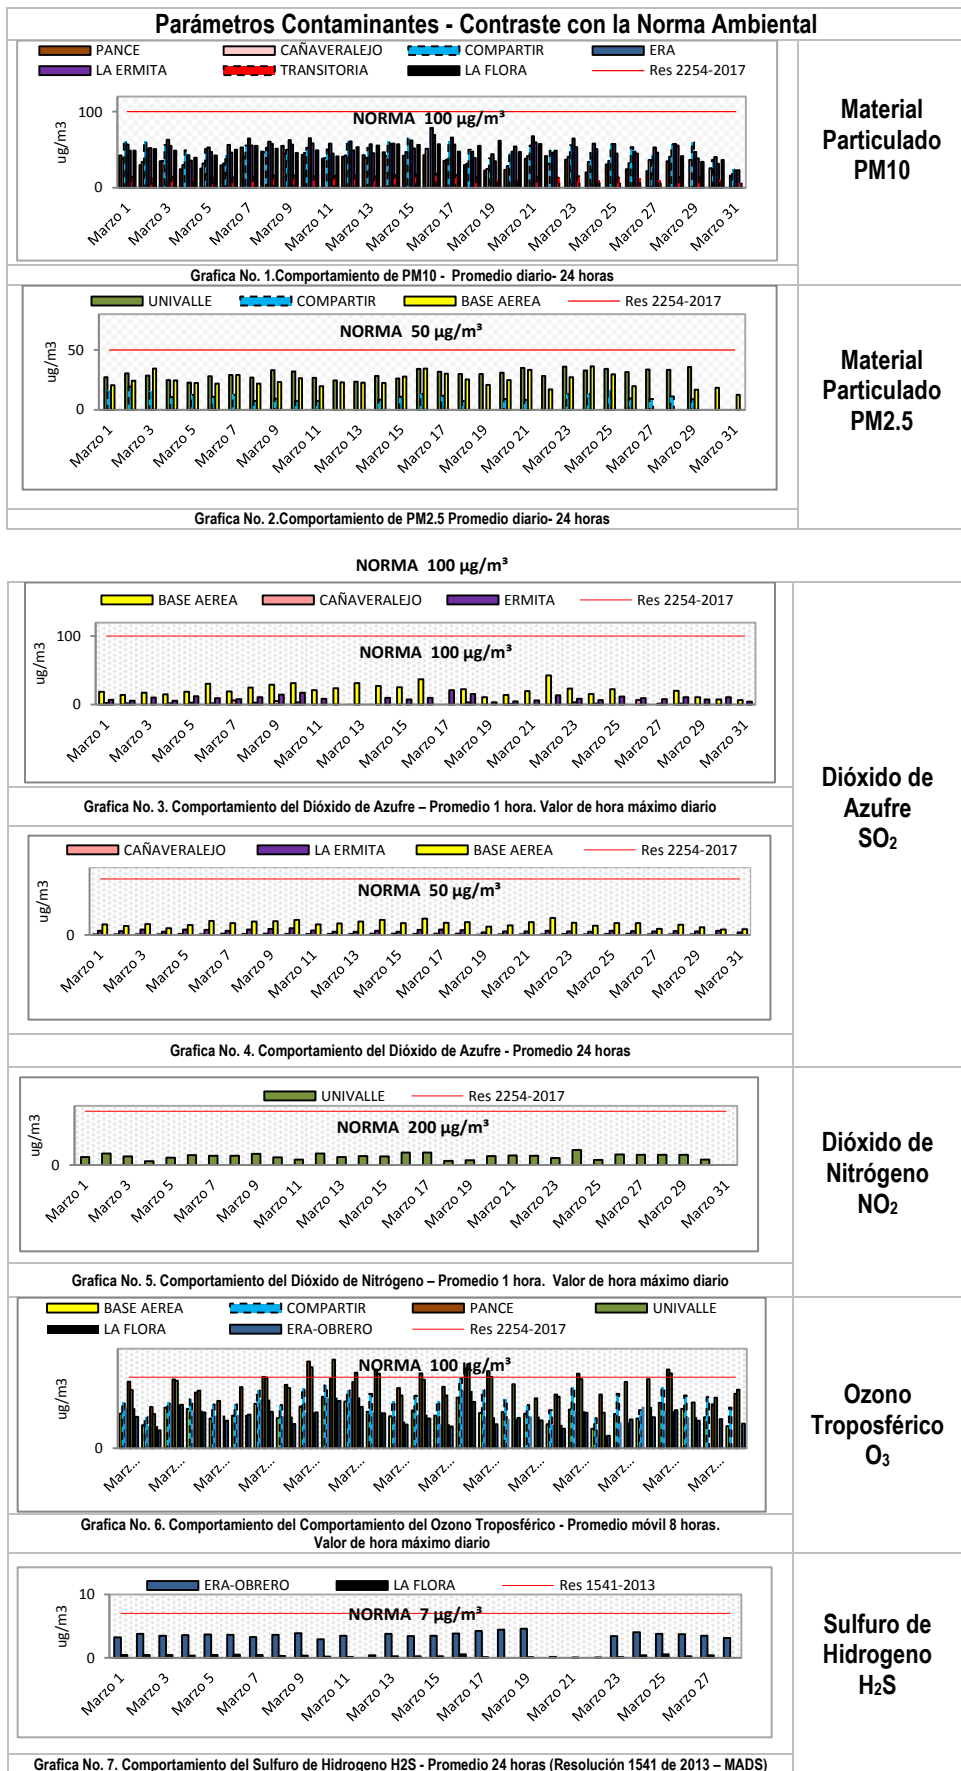 Parámetros Contaminantes - Contraste con la Norma Ambiental
PANCE CAÑAVERALEJO COMPARTIR ERA
LA ERMITA TRANSITORIA LA FLORA Res 2254-2017
ug/m3
100
0
NORMA 100 µg/m³
Marzo 1 Marzo 3 Marzo 5 Marzo 7 Marzo 9 Marzo 11 Marzo 13 Marzo 15 Marzo 17 Marzo 19 Marzo 21 Marzo 23 Marzo 25 Marzo 27 Marzo 29 Marzo 31
Grafica No. 1.Comportamiento de PM10 - Promedio diario- 24 horas
Material
Particulado
PM10
UNIVALLE COMPARTIR BASE AEREA Res 2254-2017
ug/m3
50
0
NORMA 50 µg/m³
Marzo 1 Marzo 3 Marzo 5 Marzo 7 Marzo 9 Marzo 11 Marzo 13 Marzo 15 Marzo 17 Marzo 19 Marzo 21 Marzo 23 Marzo 25 Marzo 27 Marzo 29 Marzo 31
Grafica No. 2.Comportamiento de PM2.5 Promedio diario- 24 horas
Material
Particulado
PM2.5
NORMA 100 µg/m³
BASE AEREA CAÑAVERALEJO ERMITA Res 2254-2017
ug/m3
100
0
NORMA 100 µg/m³
Marzo 1 Marzo 3 Marzo 5 Marzo 7 Marzo 9 Marzo 11 Marzo 13 Marzo 15 Marzo 17 Marzo 19 Marzo 21 Marzo 23 Marzo 25 Marzo 27 Marzo 29 Marzo 31
Grafica No. 3. Comportamiento del Dióxido de Azufre – Promedio 1 hora. Valor de hora máximo diario
CAÑAVERALEJO LA ERMITA BASE AEREA Res 2254-2017
ug/m3
0
NORMA 50 µg/m³
Marzo 1 Marzo 3 Marzo 5 Marzo 7 Marzo 9 Marzo 11 Marzo 13 Marzo 15 Marzo 17 Marzo 19 Marzo 21 Marzo 23 Marzo 25 Marzo 27 Marzo 29 Marzo 31
Grafica No. 4. Comportamiento del Dióxido de Azufre - Promedio 24 horas
Dióxido de
Azufre
SO2
UNIVALLE Res 2254-2017
ug/m3
0
NORMA 200 µg/m³
Marzo 1 Marzo 3 Marzo 5 Marzo 7 Marzo 9 Marzo 11 Marzo 13 Marzo 15 Marzo 17 Marzo 19 Marzo 21 Marzo 23 Marzo 25 Marzo 27 Marzo 29 Marzo 31
Grafica No. 5. Comportamiento del Dióxido de Nitrógeno – Promedio 1 hora. Valor de hora máximo diario
Dióxido de
Nitrógeno
NO2
BASE AEREA COMPARTIR PANCE UNIVALLE
LA FLORA ERA-OBRERO Res 2254-2017
ug/m3
0
NORMA 100 µg/m³
Marz... Marz... Marz... Marz... Marz... Marz... Marz... Marz... Marz... Marz... Marz... Marz... Marz... Marz...
Grafica No. 6. Comportamiento del Comportamiento del Ozono Troposférico - Promedio móvil 8 horas.
Valor de hora máximo diario
Ozono
Troposférico
O3
ERA-OBRERO LA FLORA Res 1541-2013
ug/m3
10
0
NORMA 7 µg/m³
Marzo 1 Marzo 3 Marzo 5 Marzo 7 Marzo 9 Marzo 11 Marzo 13 Marzo 15 Marzo 17 Marzo 19 Marzo 21 Marzo 23 Marzo 25 Marzo 27
Grafica No. 7. Comportamiento del Sulfuro de Hidrogeno H2S - Promedio 24 horas (Resolución 1541 de 2013 – MADS)
Sulfuro de
Hidrogeno
H2S